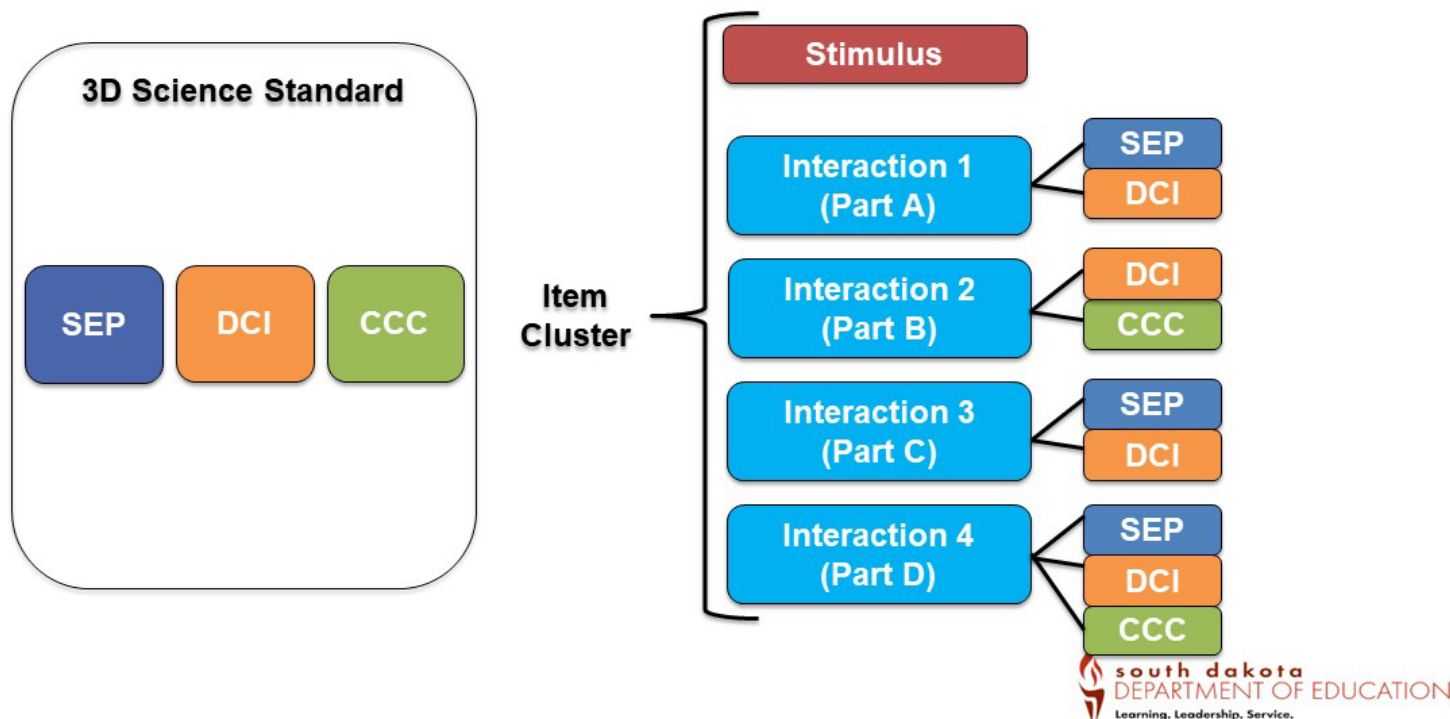 3D Science Standard
SEP
DCI
CCC
Item
Cluster
Stimulus
Interaction 1
(Part A)
SEP
DCI
Interaction 2
(Part B)
DCI
CCC
Interaction 3
(Part C)
SEP
DCI
Interaction 4
(Part D)
SEP
DCI
CCC
south dakota
DEPARTMENT OF EDUCATION
Learning. Leadership. Service.